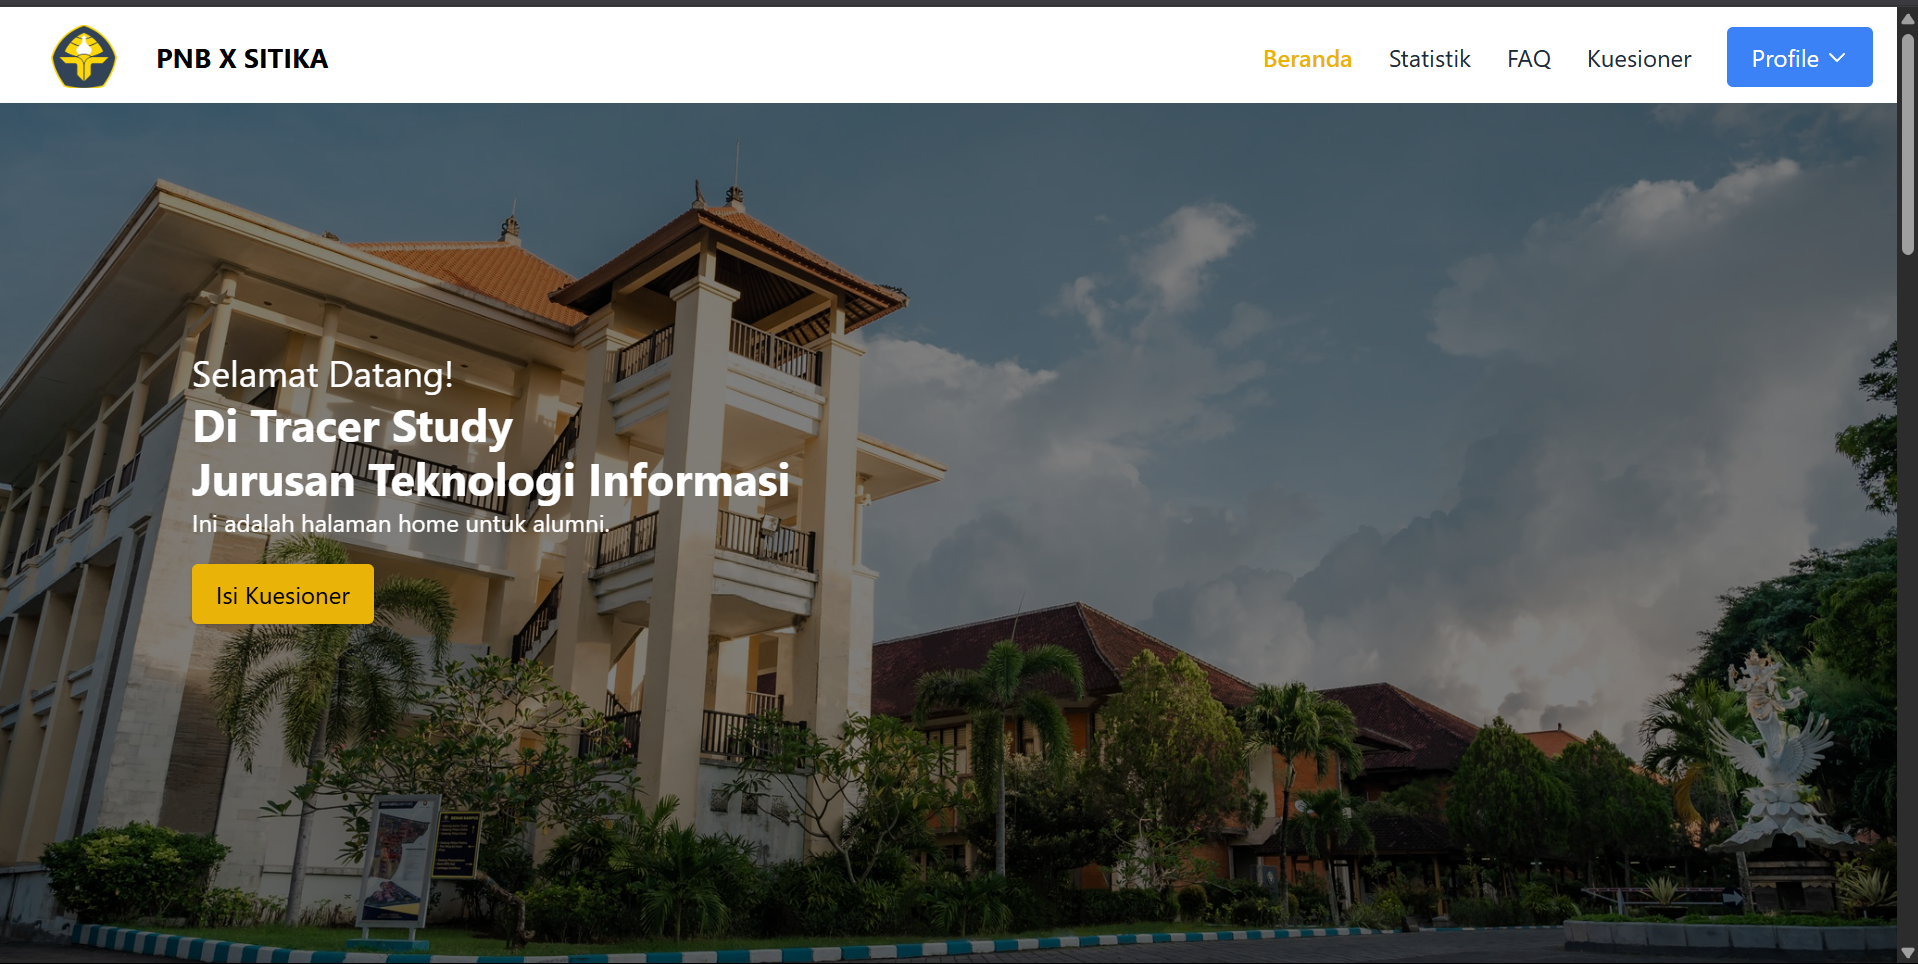 PNB X SITIKA
Beranda Statistik FAQ Kuesioner Profile
Selamat Datang!
Di Tracer Study
Jurusan Teknologi Informasi
Ini adalah halaman home untuk alumni.
Isi Kuesioner